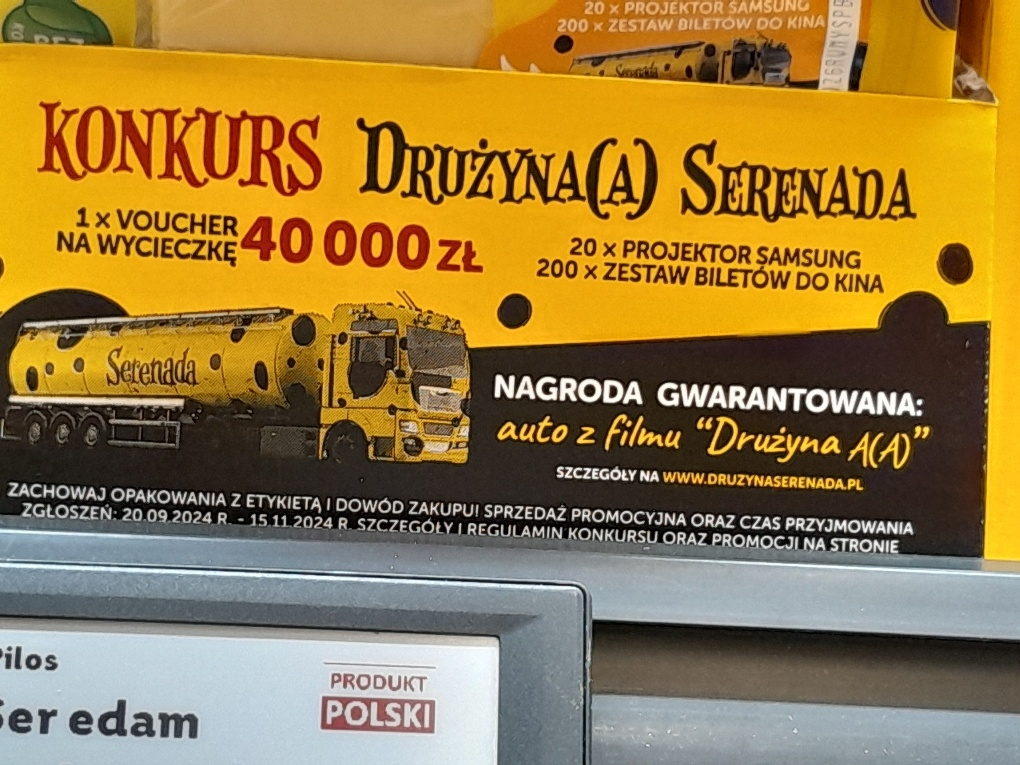 20 x PROJEKTOR SAMSUNG
200 x ZESTAW BILETÓW DO KINA
Serenada
KONKURS DRUŻYNA(A) SERENADA
1 x VOUCHER
NA WYCIECZKĘ 40 000 ZŁ
20 x PROJEKTOR SAMSUNG
200 x ZESTAW BILETÓW DO KINA
Serenada
NAGRODA GWARANTOWANA:
auto z filmu "Drużyna A(A)"
SZCZEGÓŁY NA WWW.DRUZYNASERENADA.PL
ZACHOWAJ OPAKOWANIA Z ETYKIETĄ I DOWÓD ZAKUPU! SPRZEDAŻ PROMOCYJNA ORAZ CZAS PRZYJMOWANIA
ZGŁOSZEŃ: 20.09.2024 R. - 15.11.2024 R. SZCZEGÓŁY I REGULAMIN KONKURSU ORAZ PROMOCJI NA STRONIE
Pilos
Ser edam
PRODUKT
POLSKI